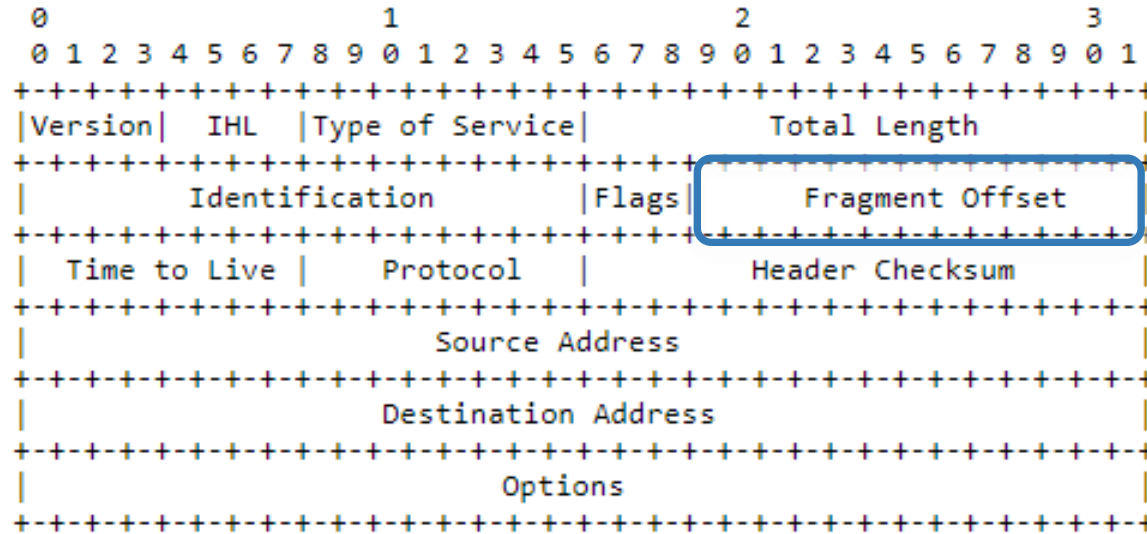 0                   1                   2                   3
0 1 2 3 4 5 6 7 8 9 0 1 2 3 4 5 6 7 8 9 0 1 2 3 4 5 6 7 8 9 0 1
+-+-+-+-+-+-+-+-+-+-+-+-+-+-+-+-+-+-+-+-+-+-+-+-+-+-+-+-+-+-+-+-+
|Version|  IHL  |Type of Service|          Total Length         |
+-+-+-+-+-+-+-+-+-+-+-+-+-+-+-+-+-+-+-+-+-+-+-+-+-+-+-+-+-+-+-+-+
|         Identification        |Flags|      Fragment Offset    |
+-+-+-+-+-+-+-+-+-+-+-+-+-+-+-+-+-+-+-+-+-+-+-+-+-+-+-+-+-+-+-+-+
|  Time to Live |    Protocol   |         Header Checksum       |
+-+-+-+-+-+-+-+-+-+-+-+-+-+-+-+-+-+-+-+-+-+-+-+-+-+-+-+-+-+-+-+-+
|                       Source Address                          |
+-+-+-+-+-+-+-+-+-+-+-+-+-+-+-+-+-+-+-+-+-+-+-+-+-+-+-+-+-+-+-+-+
|                    Destination Address                        |
+-+-+-+-+-+-+-+-+-+-+-+-+-+-+-+-+-+-+-+-+-+-+-+-+-+-+-+-+-+-+-+-+
|                           Options                             |
+-+-+-+-+-+-+-+-+-+-+-+-+-+-+-+-+-+-+-+-+-+-+-+-+-+-+-+-+-+-+-+-+